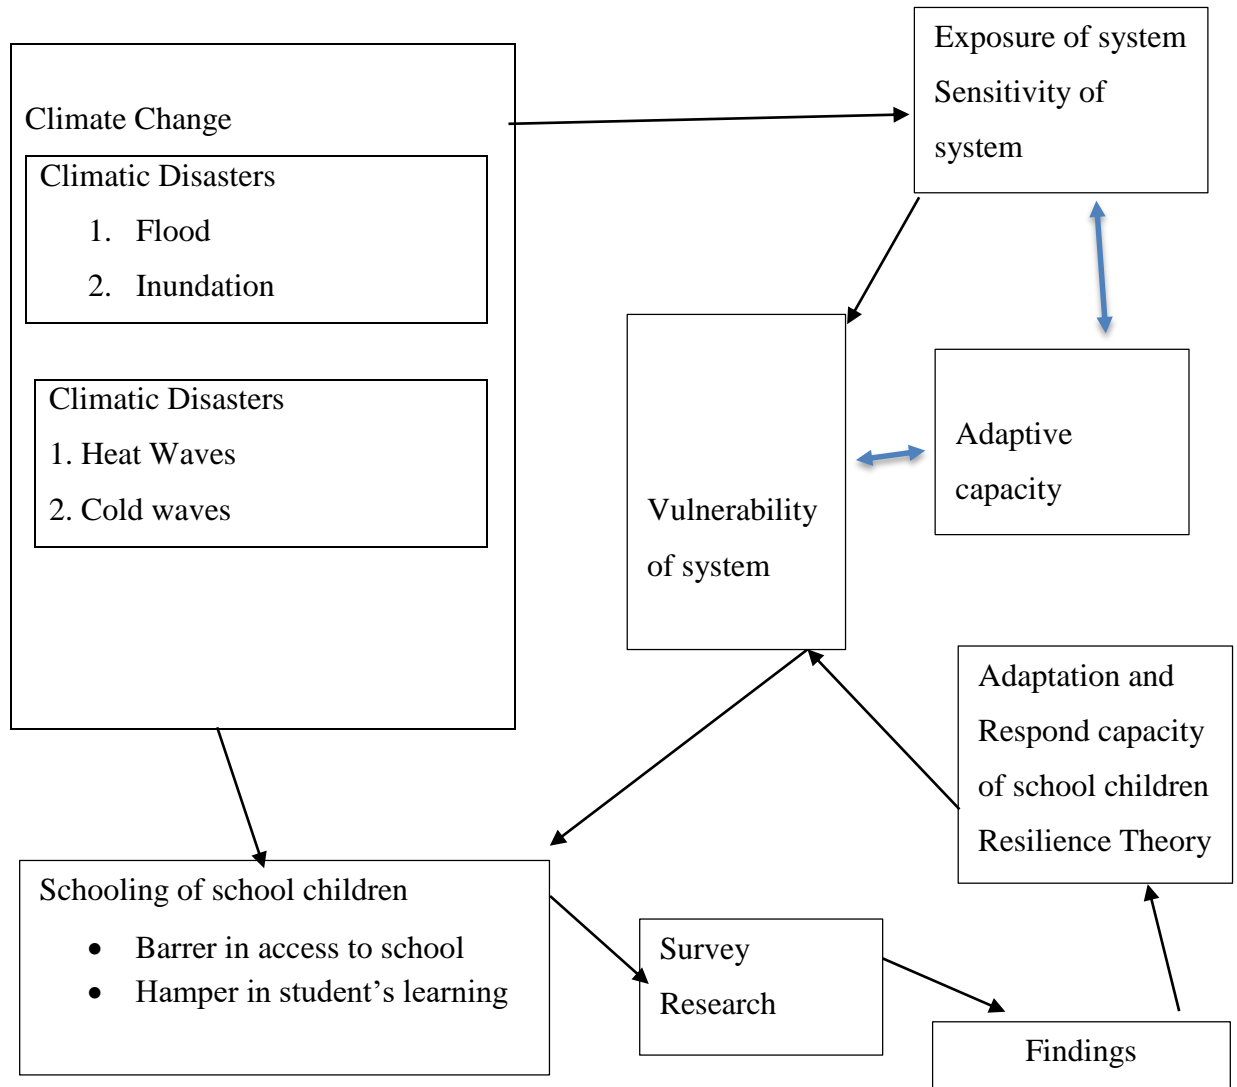 Climate Change
Climatic Disasters
1. Flood
2. Inundation
Climatic Disasters
1. Heat Waves
2. Cold waves
Exposure of system
Sensitivity of
system
Vulnerability
of system
Adaptive
capacity
Adaptation and
Respond capacity
of school children
Resilience Theory
Schooling of school children
• Barrer in access to school
• Hamper in student’s learning
Survey
Research
Findings